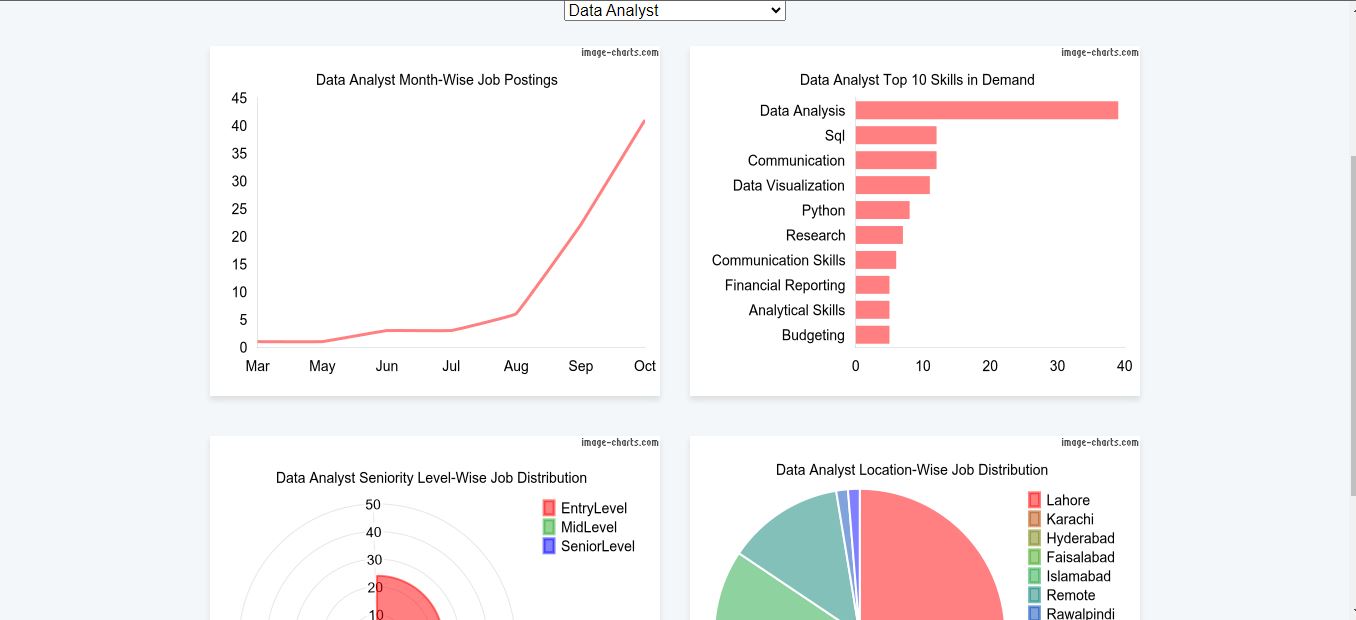 Data Analyst
image-charts.com
Data Analyst Month-Wise Job Postings
45
40
35
30
25
20
15
10
5
0
Mar May Jun Jul Aug Sep Oct
image-charts.com
Data Analyst Top 10 Skills in Demand
Data Analysis
Sql
Communication
Data Visualization
Python
Research
Communication Skills
Financial Reporting
Analytical Skills
Budgeting
0 10 20 30 40
image-charts.com
Data Analyst Seniority Level-Wise Job Distribution
50
40
30
20
10
EntryLevel
MidLevel
SeniorLevel
image-charts.com
Data Analyst Location-Wise Job Distribution
Lahore
Karachi
Hyderabad
Faisalabad
Islamabad
Remote
Rawalpindi